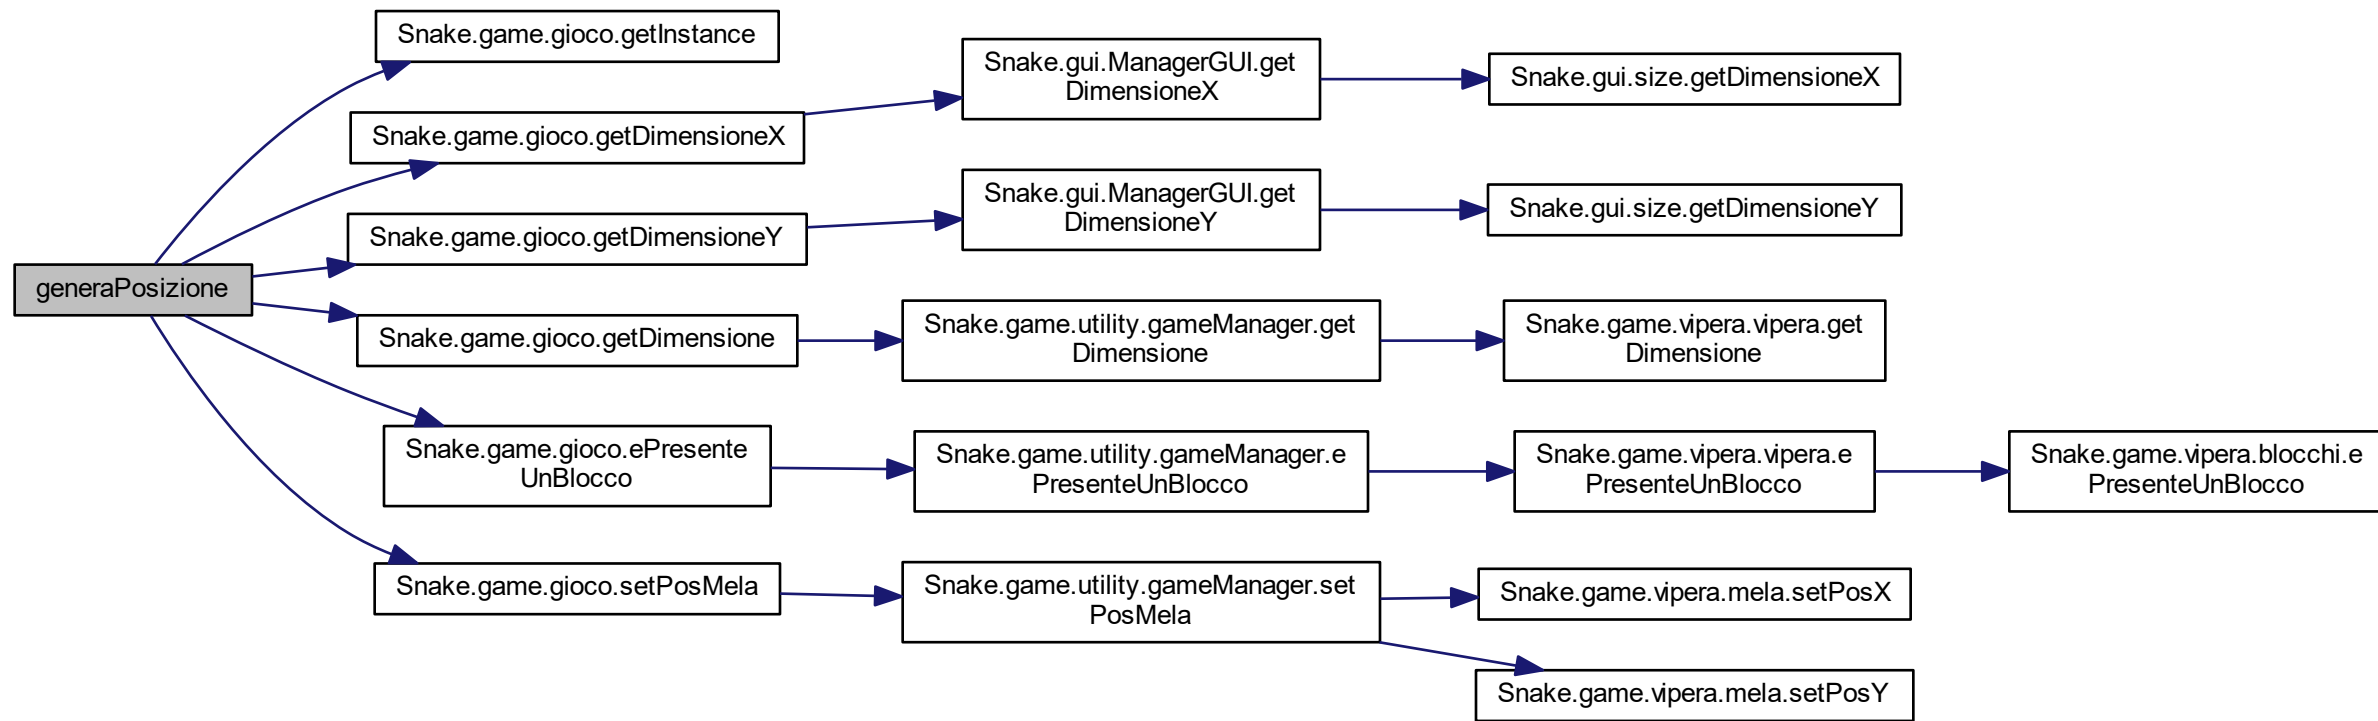 generaPosizione
Snake.game.gioco.getInstance
Snake.game.gioco.getDimensioneX
Snake.gui.ManagerGUI.get
DimensioneX
Snake.gui.size.getDimensioneX
Snake.game.gioco.getDimensioneY
Snake.gui.ManagerGUI.get
DimensioneY
Snake.gui.size.getDimensioneY
Snake.game.gioco.getDimensione
Snake.game.utility.gameManager.get
Dimensione
Snake.game.vipera.vipera.get
Dimensione
Snake.game.gioco.ePresente
UnBlocco
Snake.game.utility.gameManager.e
PresenteUnBlocco
Snake.game.vipera.vipera.e
PresenteUnBlocco
Snake.game.vipera.blocchi.e
PresenteUnBlocco
Snake.game.gioco.setPosMela
Snake.game.utility.gameManager.set
PosMela
Snake.game.vipera.mela.setPosX
Snake.game.vipera.mela.setPosY